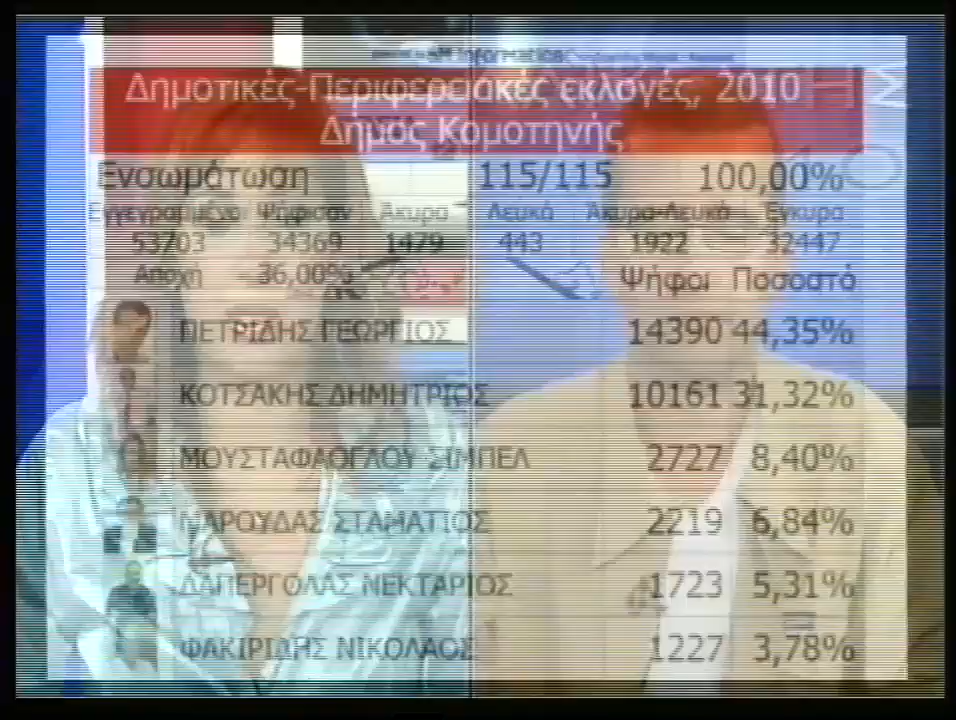 Δημοτικές-Περιφερειακές εκλογές, 2010
Δήμος Κομοτηνής
Ενσωμάτωση 115/115 100,00%
Εγγεγραμμένοι Ψήφισαν Άκυρα Λευκά Άκυρα-Λευκά Έγκυρα
53703 34369 1479 443 1922 32447
Αποχή 36,00% Ψήφοι Ποσοστό
ΠΕΤΡΙΔΗΣ ΓΕΩΡΓΙΟΣ 14390 44,35%
ΚΟΤΣΑΚΗΣ ΔΗΜΗΤΡΙΟΣ 10161 31,32%
ΜΟΥΣΤΑΦΑΟΓΛΟΥ ΣΙΜΠΕΛ 2727 8,40%
ΜΑΡΟΥΔΑΣ ΣΤΑΜΑΤΙΟΣ 2219 6,84%
ΔΑΠΕΡΓΟΛΑΣ ΝΕΚΤΑΡΙΟΣ 1723 5,31%
ΦΑΚΙΡΙΔΗΣ ΝΙΚΟΛΑΟΣ 1227 3,78%